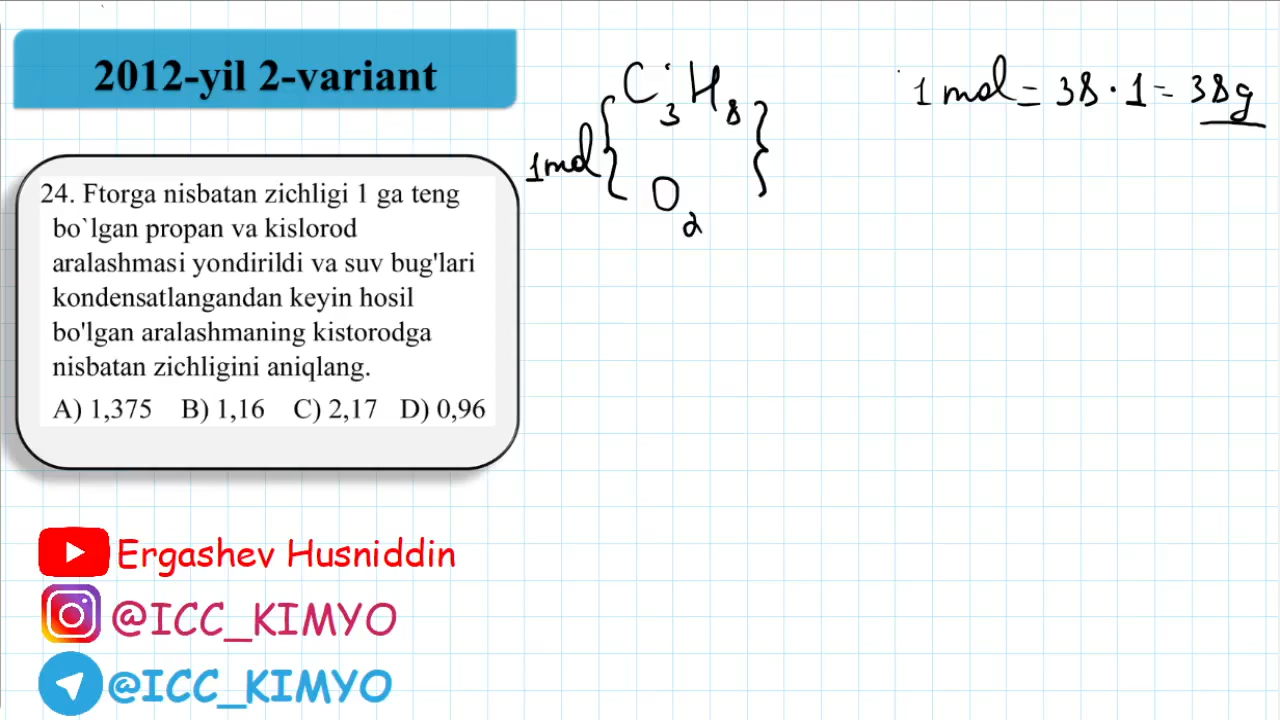 2012-yil 2-variant
24. Ftorga nisbatan zichligi 1 ga teng
bo`lgan propan va kislorod
aralashmasi yondirildi va suv bug'lari
kondensatlangandan keyin hosil
bo'lgan aralashmaning kistorodga
nisbatan zichligini aniqlang.
A) 1,375 B) 1,16 C) 2,17 D) 0,96
C₃H₈
1mol
O₂
1 mol = 38 · 1 = 38g
Ergashev Husniddin
@ICC_KIMYO
@ICC_KIMYO